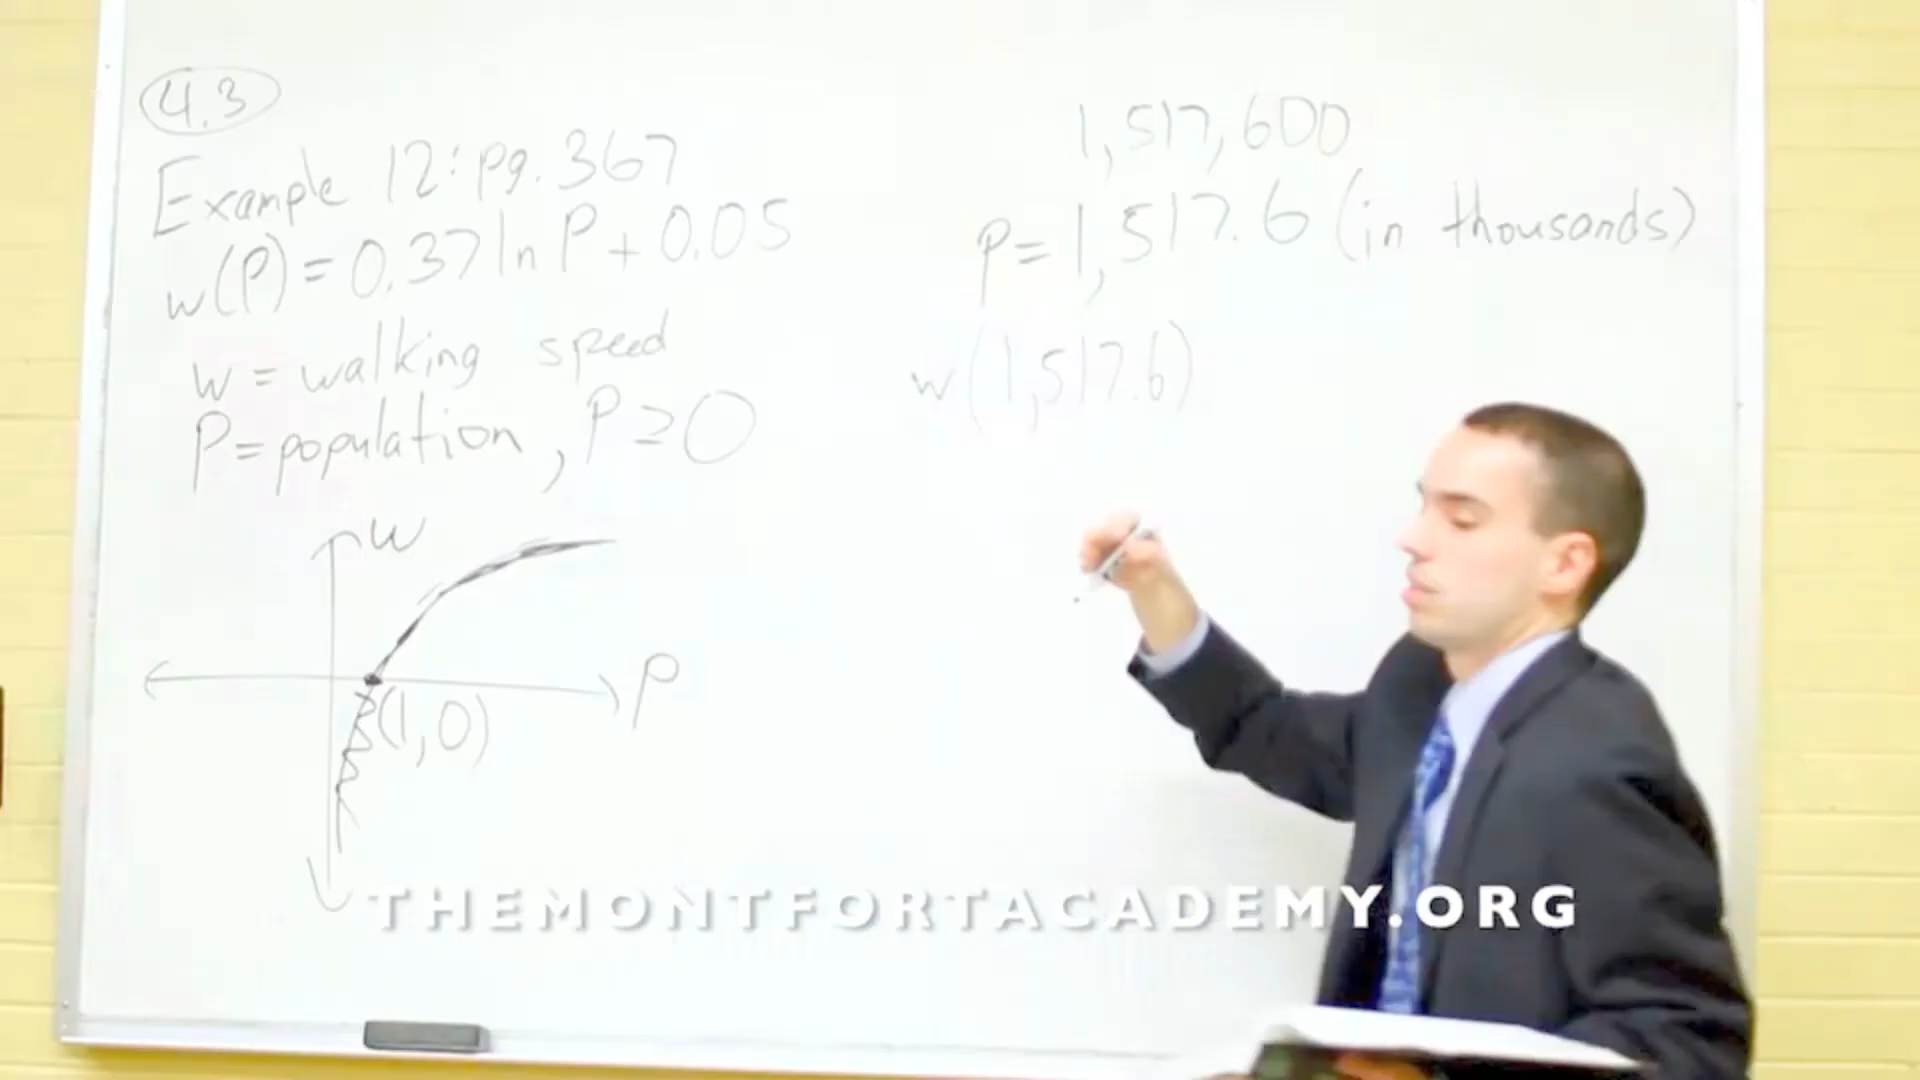 4.3
Example 12: pg. 367
w(P) = 0.37 ln P + 0.05
w = walking speed
P = population, P ≥ 0
w
P
(1,0)
1,517,600
P = 1,517.6 (in thousands)
w(1,517.6)
THEMONTFORTACADEMY.ORG